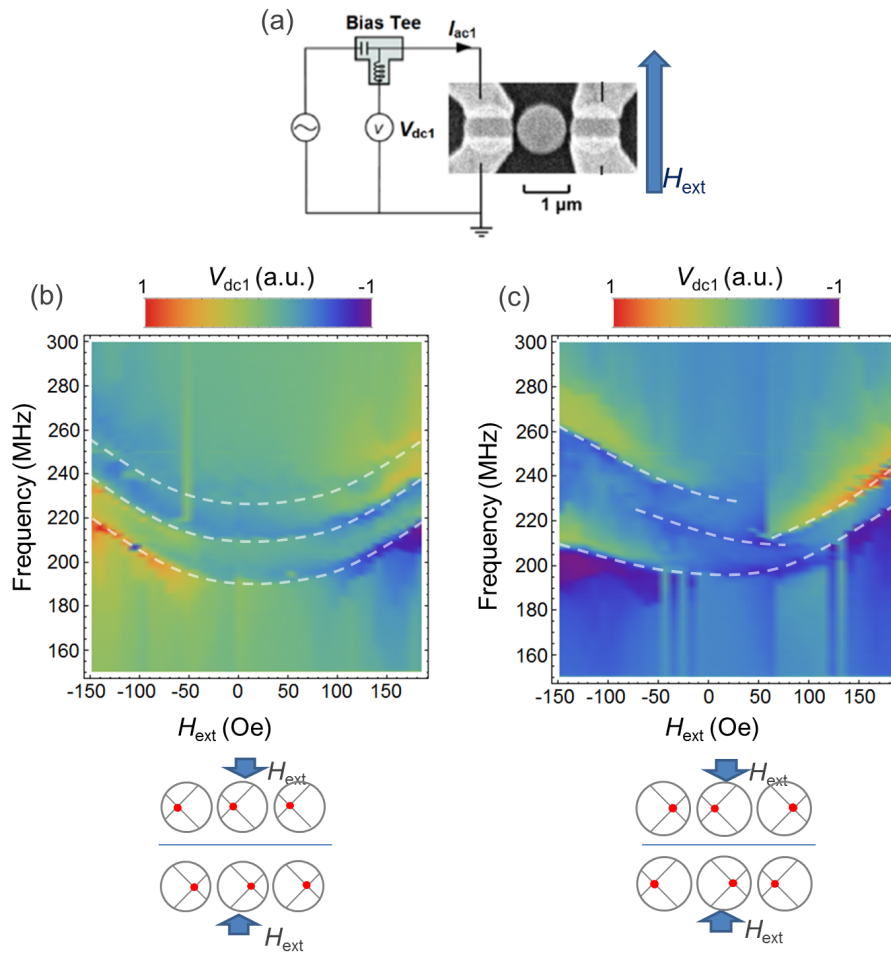 (a)
Bias Tee
Iac1
V
Vdc1
1 µm
Hext
(b)
Vdc1 (a.u.)
1
-1
300
280
260
240
220
200
180
160
Frequency (MHz)
-150 -100 -50 0 50 100 150
Hext (Oe)
Hext
Hext
(c)
Vdc1 (a.u.)
1
-1
300
280
260
240
220
200
180
160
Frequency (MHz)
-150 -100 -50 0 50 100 150
Hext (Oe)
Hext
Hext